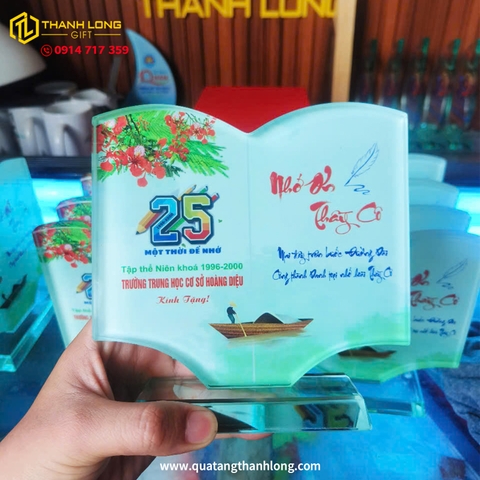 THANH LONG
GIFT
0914 717 359
25
MỘT THỜI ĐỂ NHỚ
Tập thể Niên khoá 1996-2000
TRƯỜNG TRUNG HỌC CƠ SỞ HOÀNG DIỆU
Kính Tặng!
Nhớ Ơn
Thầy Cô
www.quatangthanhlong.com